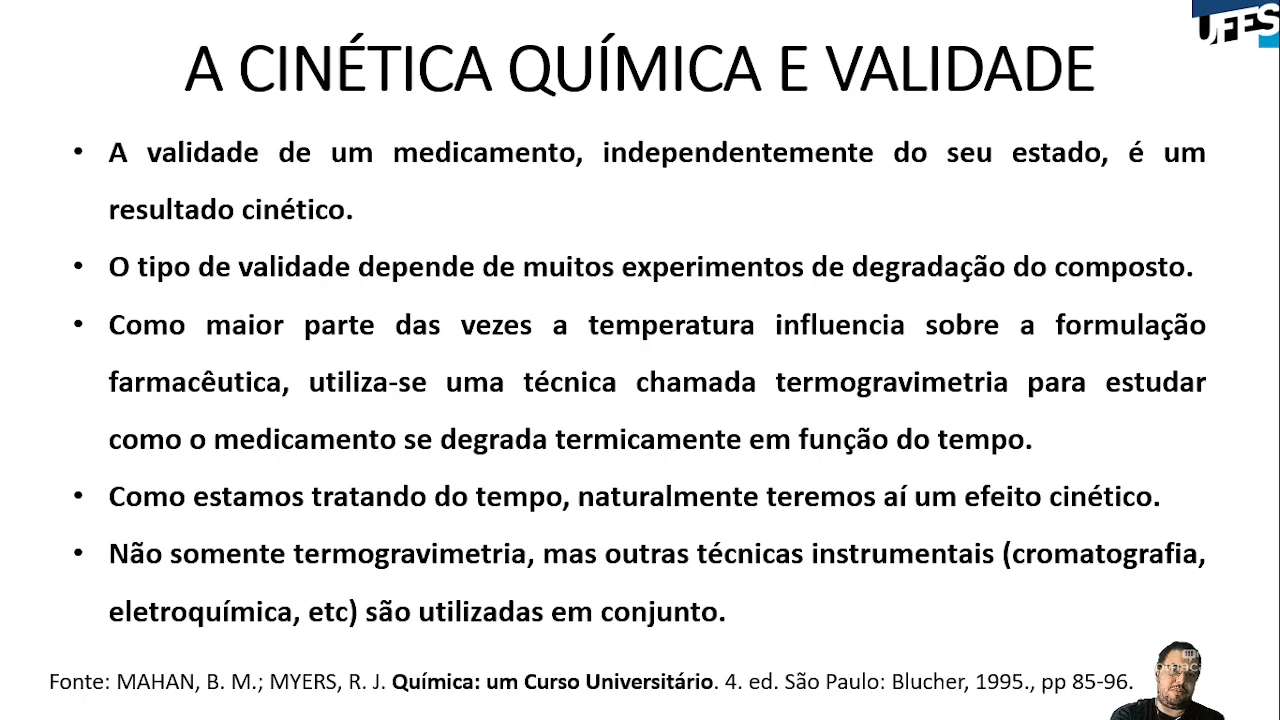 UFES
A CINÉTICA QUÍMICA E VALIDADE
• A validade de um medicamento, independentemente do seu estado, é um
resultado cinético.
• O tipo de validade depende de muitos experimentos de degradação do composto.
• Como maior parte das vezes a temperatura influencia sobre a formulação
farmacêutica, utiliza-se uma técnica chamada termogravimetria para estudar
como o medicamento se degrada termicamente em função do tempo.
• Como estamos tratando do tempo, naturalmente teremos aí um efeito cinético.
• Não somente termogravimetria, mas outras técnicas instrumentais (cromatografia,
eletroquímica, etc) são utilizadas em conjunto.
Fonte: MAHAN, B. M.; MYERS, R. J. Química: um Curso Universitário. 4. ed. São Paulo: Blucher, 1995., pp 85-96.